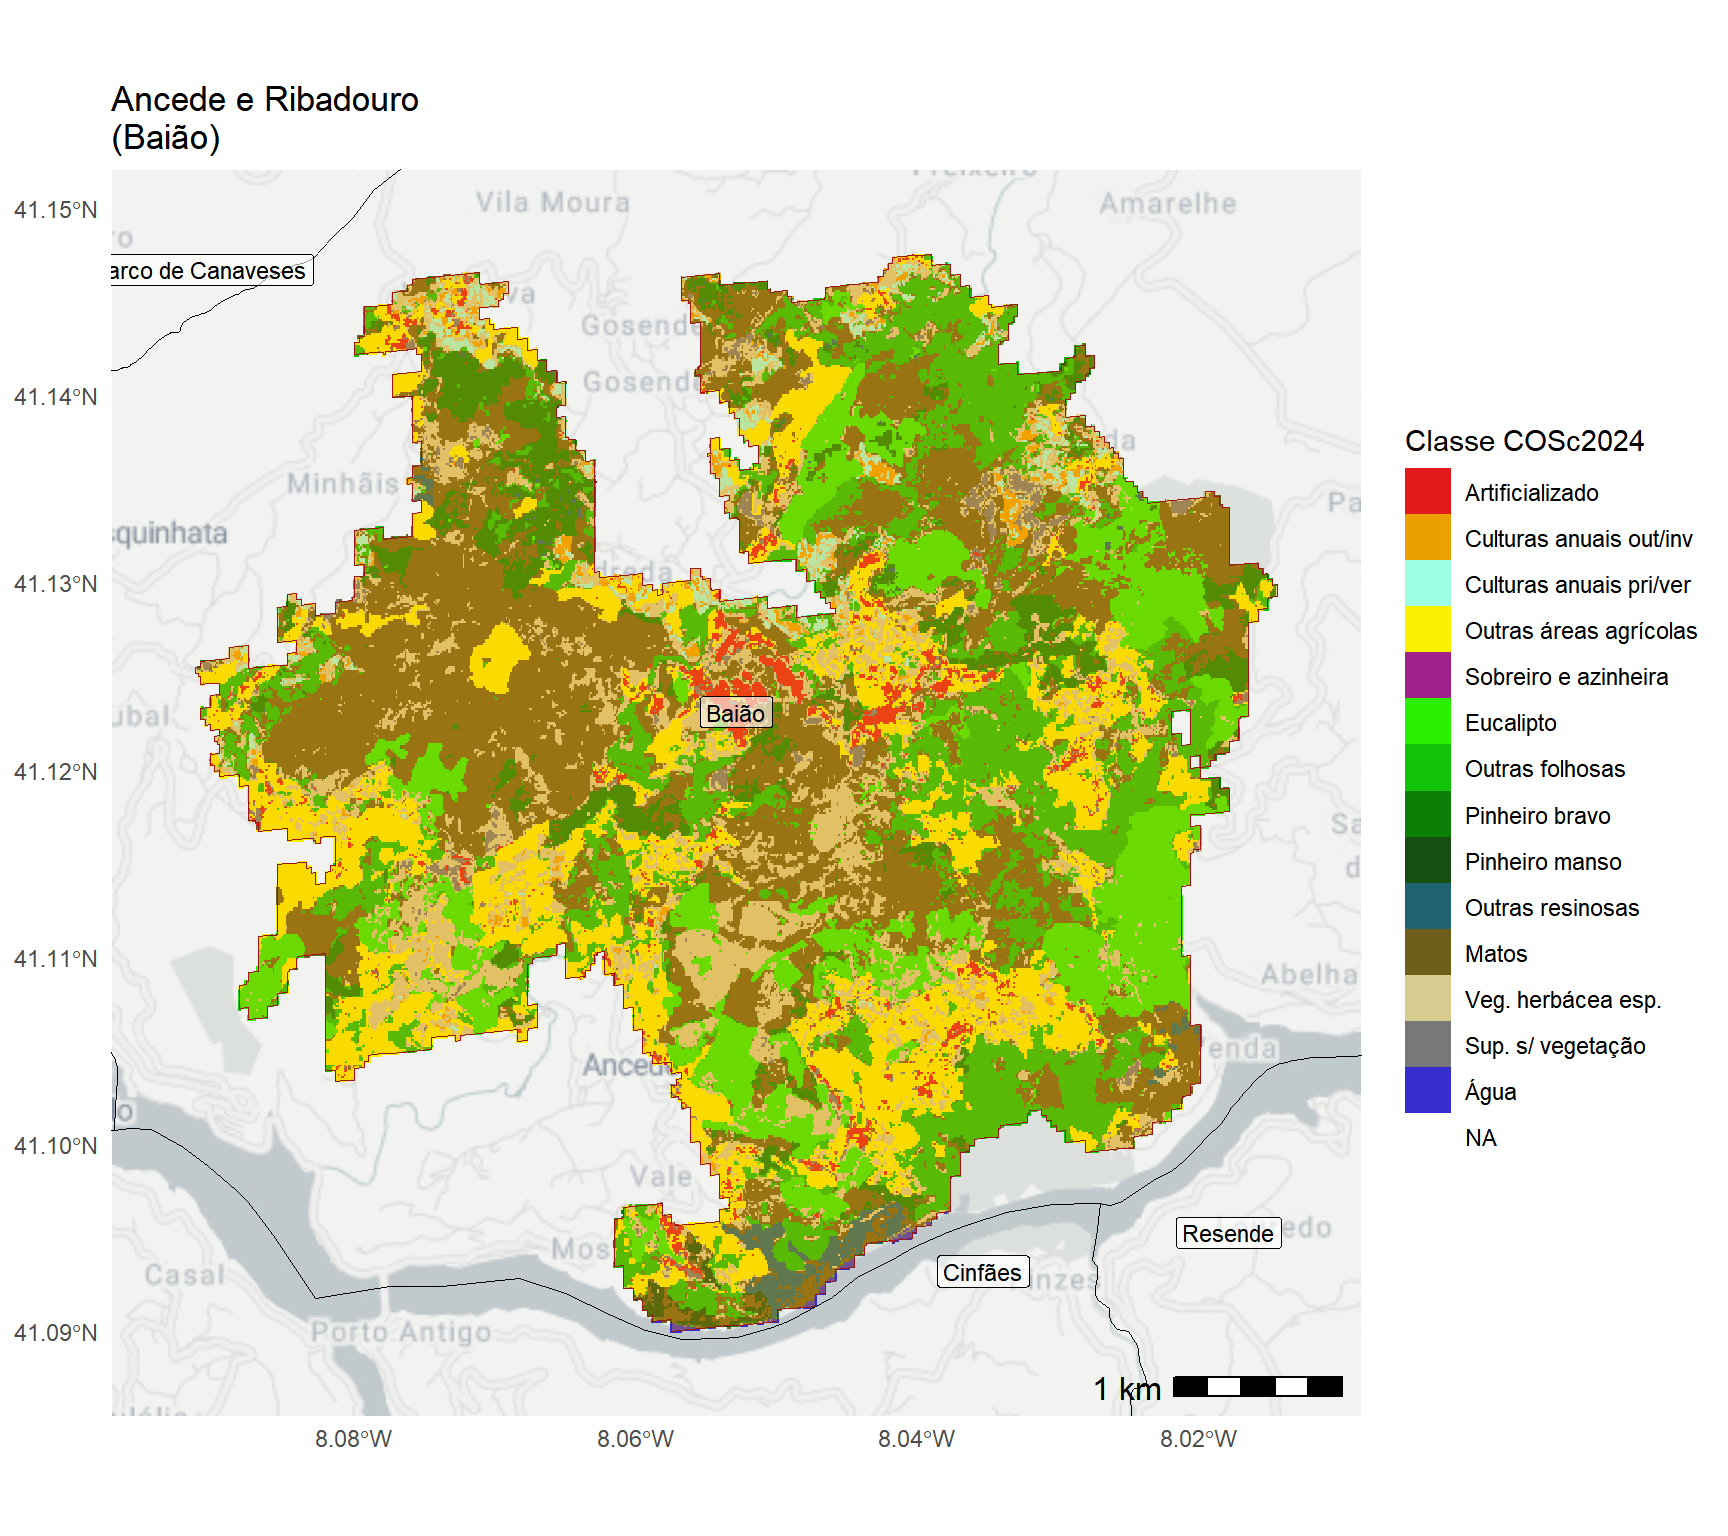 Ancede e Ribadouro
(Baião)
41.15°N
41.14°N
41.13°N
41.12°N
41.11°N
41.10°N
41.09°N
8.08°W
8.06°W
8.04°W
8.02°W
Vila Moura
Amarelhe
arco de Canaveses
Gosende
Gosende
Minhãis
quinhata
Baião
Abelha
Ancede
Venda
Vale
Casal
Porto Antigo
Cinfães
Resende
1 km
Classe COSc2024
Artificializado
Culturas anuais out/inv
Culturas anuais pri/ver
Outras áreas agrícolas
Sobreiro e azinheira
Eucalipto
Outras folhosas
Pinheiro bravo
Pinheiro manso
Outras resinosas
Matos
Veg. herbácea esp.
Sup. s/ vegetação
Água
NA